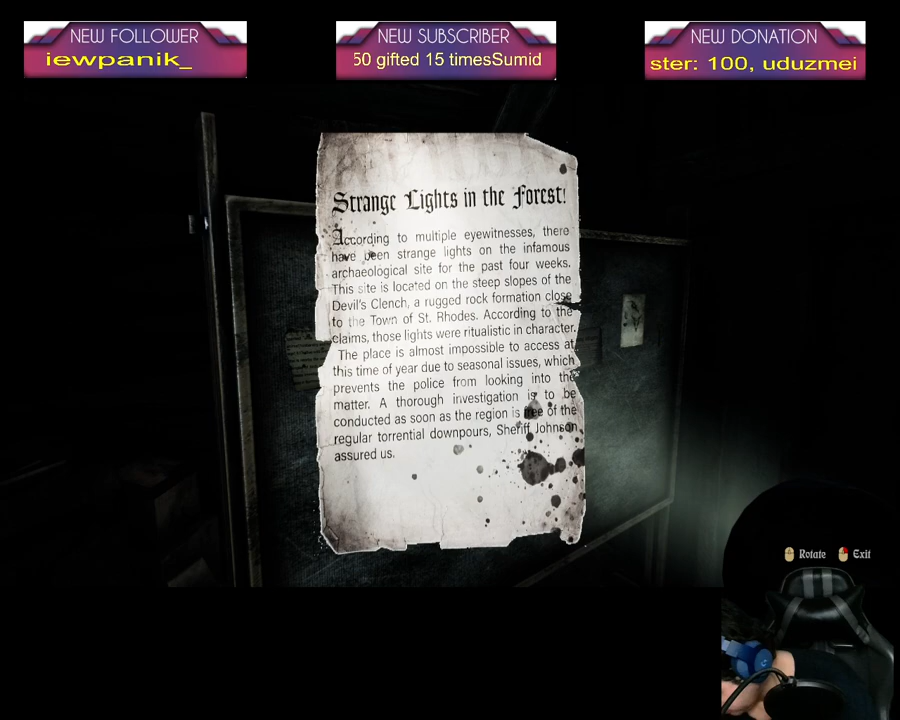 NEW FOLLOWER
iewpanik_
NEW SUBSCRIBER
50 gifted 15 timesSumid
NEW DONATION
ster: 100, uduzmei
Strange Lights in the Forest!
According to multiple eyewitnesses, there
have been strange lights on the infamous
archaeological site for the past four weeks.
This site is located on the steep slopes of the
Devil's Clench, a rugged rock formation close
to the Town of St. Rhodes. According to the
claims, those lights were ritualistic in character.
The place is almost impossible to access at
this time of year due to seasonal issues, which
prevents the police from looking into the
matter. A thorough investigation is to be
conducted as soon as the region is free of the
regular torrential downpours, Sheriff Johnson
assured us.
Rotate
Exit